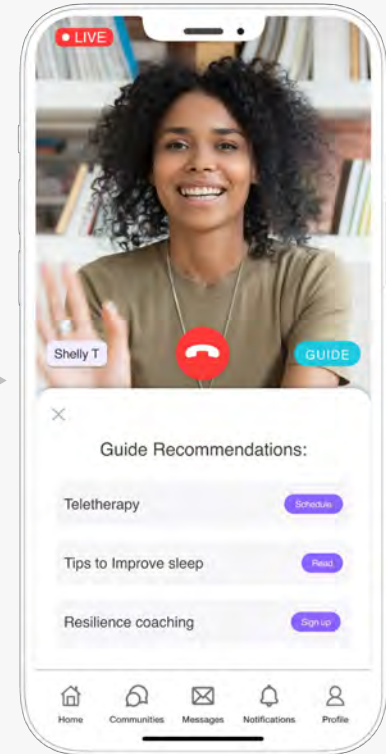 LIVE
Shelly T
GUIDE
Guide Recommendations:
Teletherapy
Schedule
Tips to Improve sleep
Read
Resilience coaching
Sign up
Home
Communities
Messages
Notifications
Profile